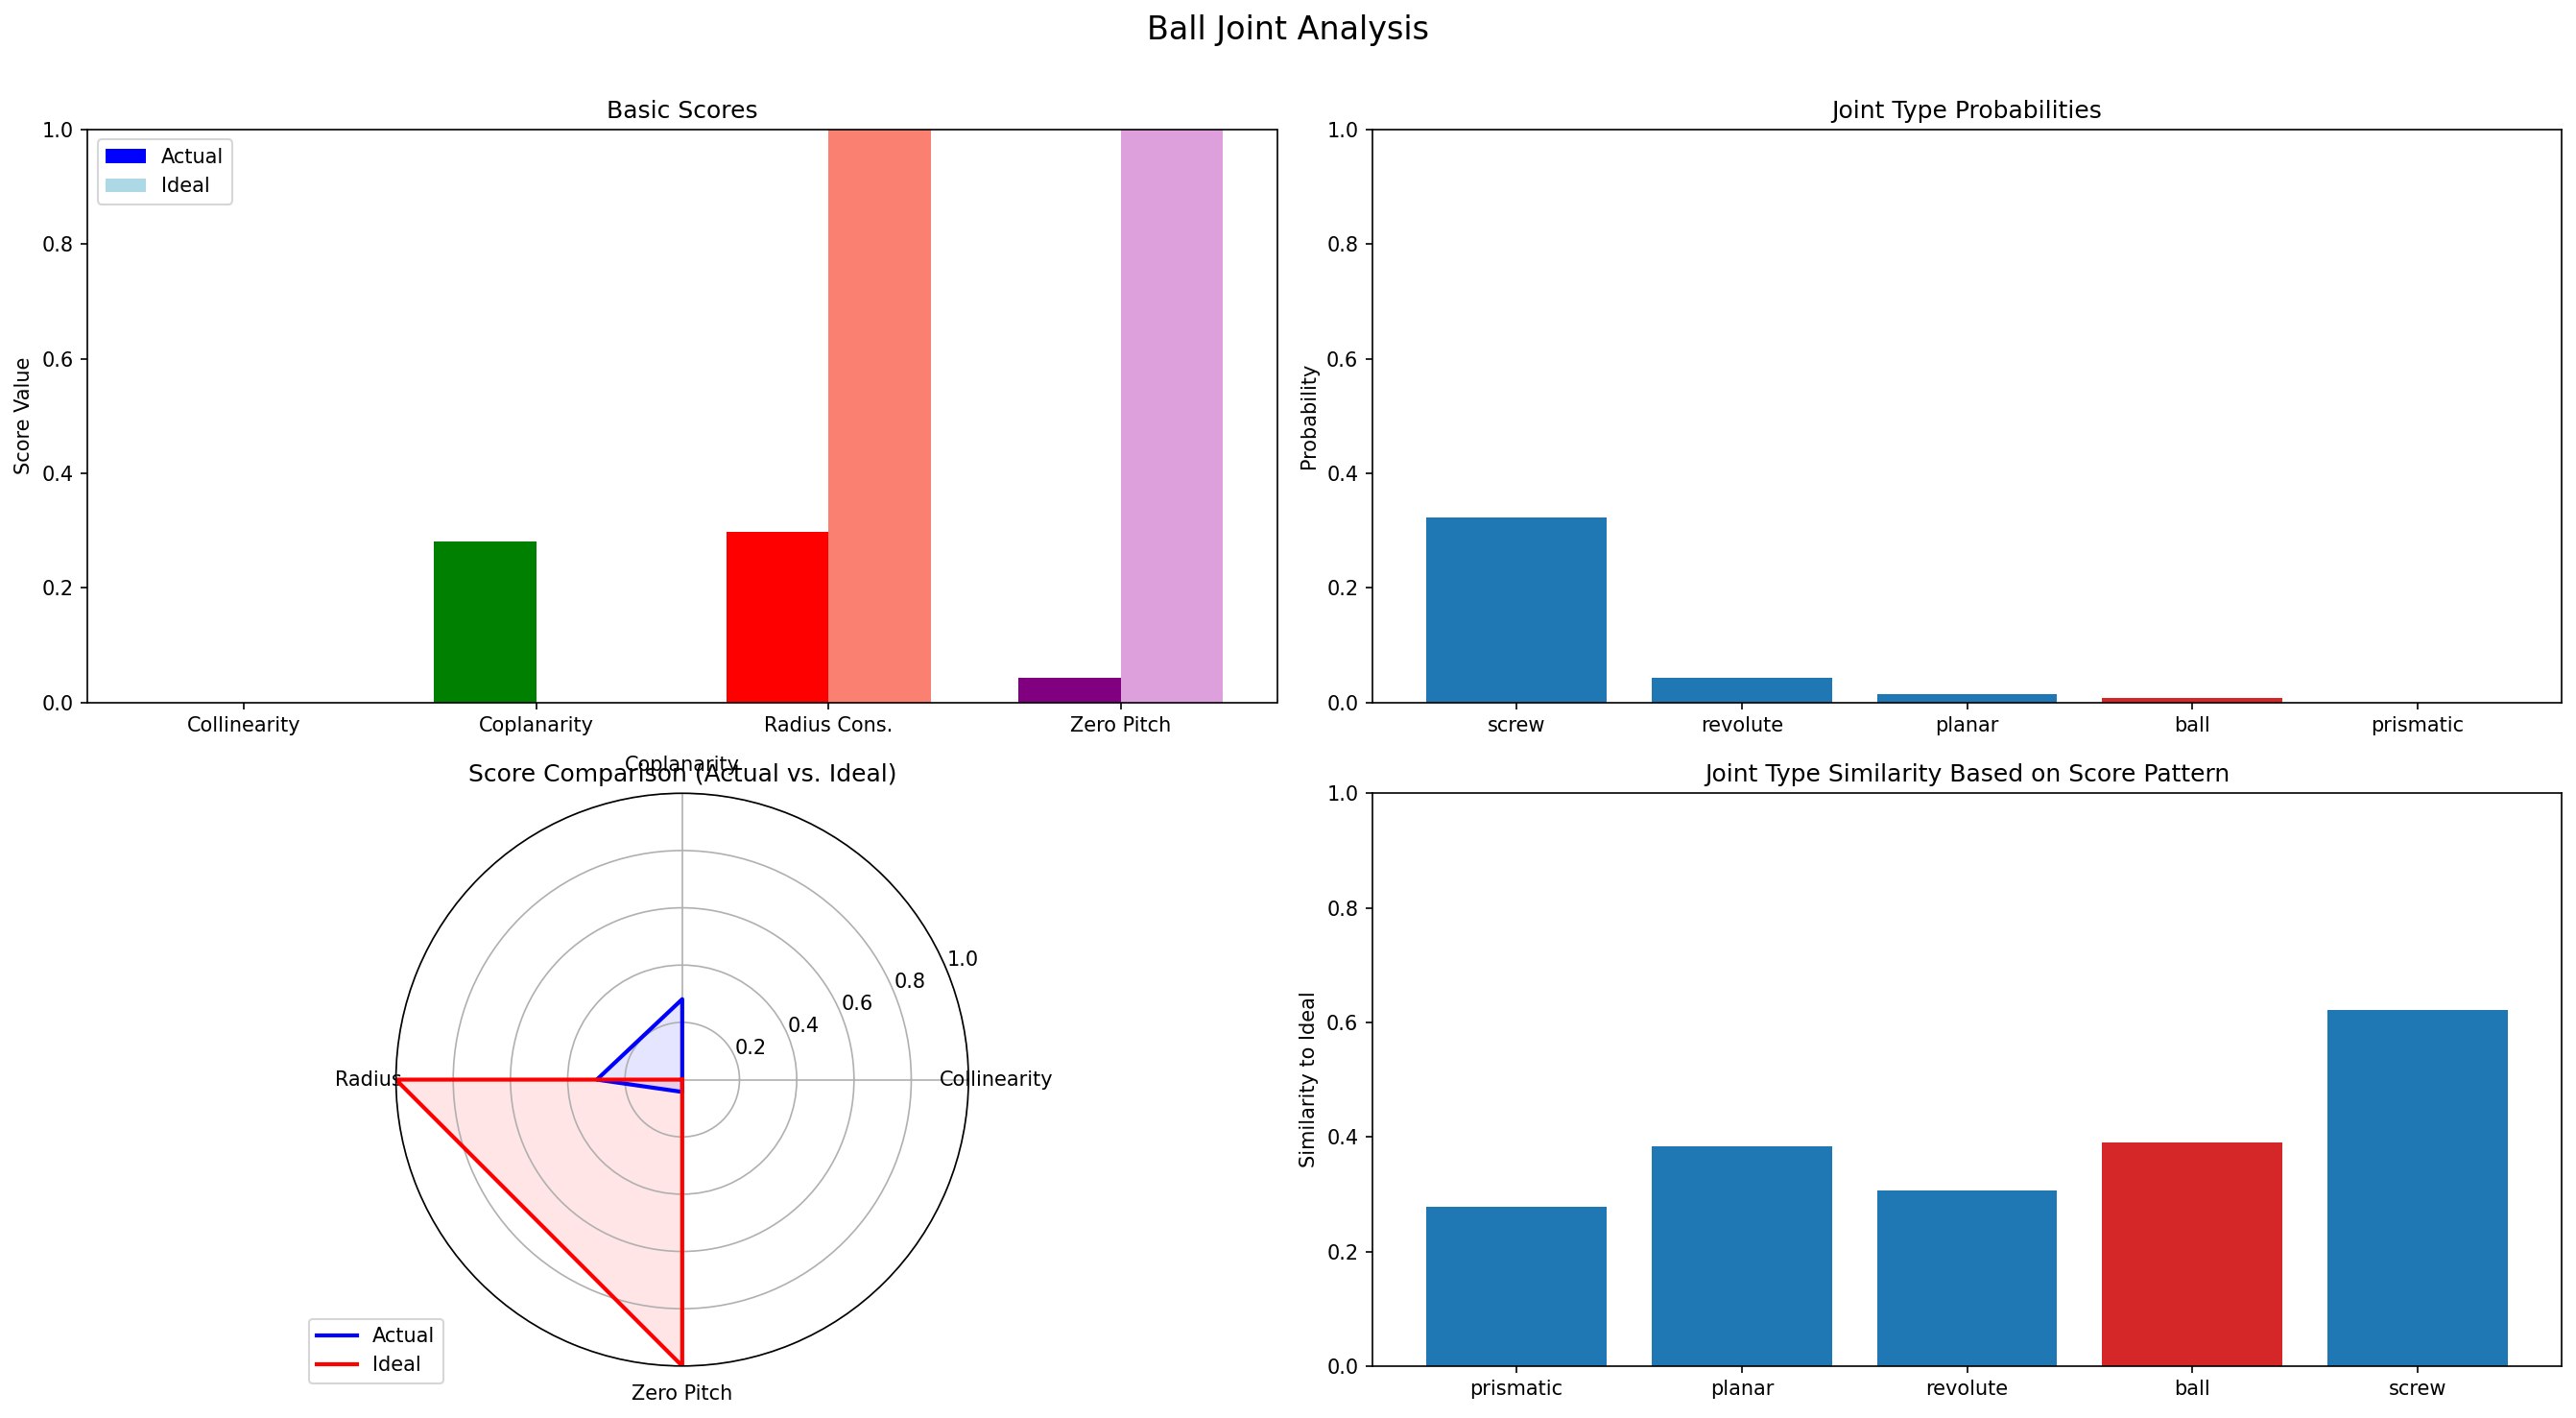 Ball Joint Analysis
Basic Scores
1.0
0.8
0.6
0.4
0.2
0.0
Score Value
Actual
Ideal
Collinearity
Coplanarity
Radius Cons.
Zero Pitch
Joint Type Probabilities
1.0
0.8
0.6
0.4
0.2
0.0
Probability
screw
revolute
planar
ball
prismatic
Score Comparison (Actual vs. Ideal)
Coplanarity
1.0
0.8
0.6
0.4
0.2
Radius
Collinearity
Zero Pitch
Actual
Ideal
Joint Type Similarity Based on Score Pattern
1.0
0.8
0.6
0.4
0.2
0.0
Similarity to Ideal
prismatic
planar
revolute
ball
screw